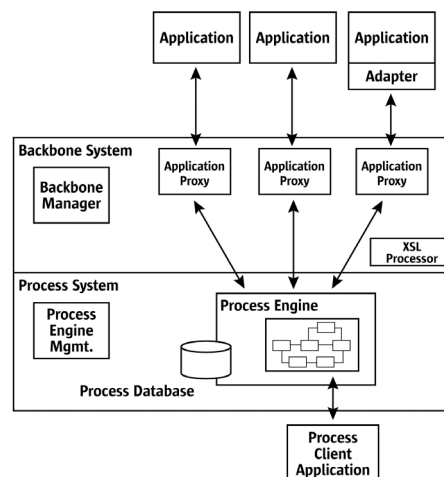 Application
Application
Application
Adapter
Backbone System
Backbone
Manager
Application
Proxy
Application
Proxy
Application
Proxy
XSL
Processor
Process System
Process
Engine
Mgmt.
Process Engine
Process Database
Process
Client
Application